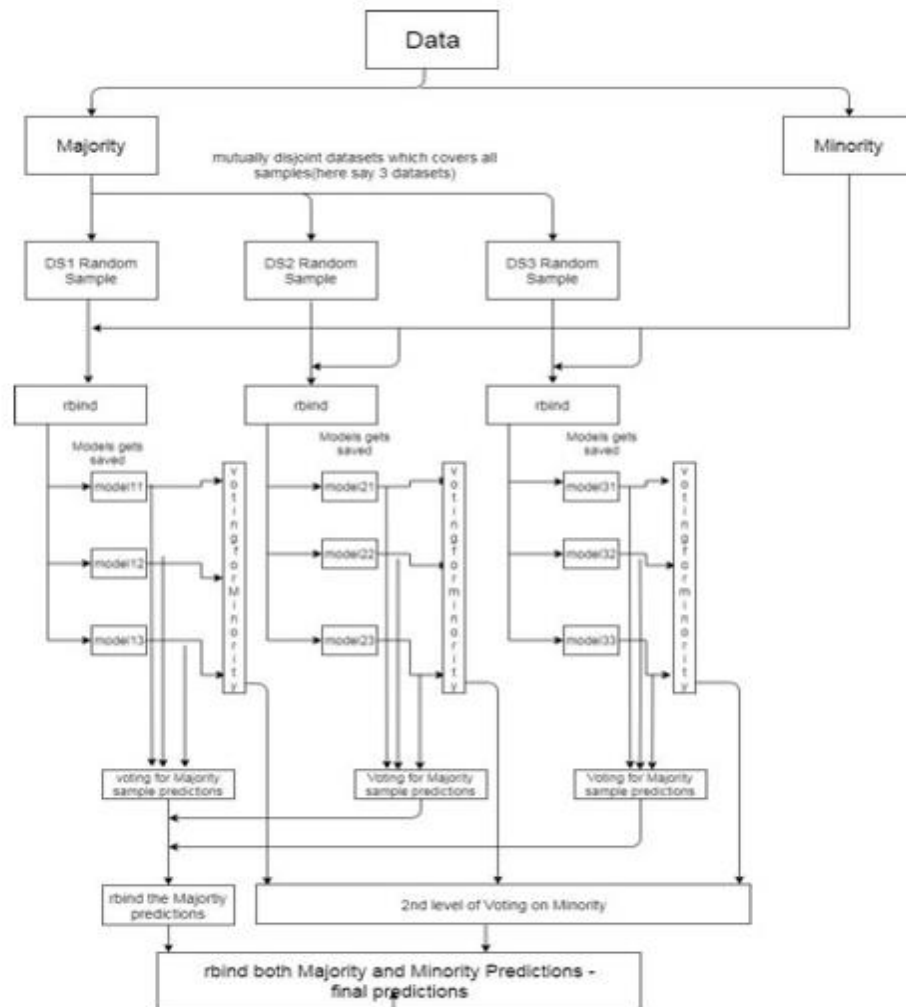 Data
Majority
Minority
mutually disjoint datasets which covers all
samples(here say 3 datasets)
DS1 Random
Sample
DS2 Random
Sample
DS3 Random
Sample
rbind
rbind
rbind
Models gets
saved
Models gets
saved
Models gets
saved
model11
model12
model13
votingforMinority
model21
model22
model23
votingforminority
model31
model32
model33
votingforminority
voting for Majority
sample predictions
Voting for Majority
sample predictions
Voting for Majority
sample predictions
rbind the Majortiy
predictions
2nd level of Voting on Minority
rbind both Majority and Minority Predictions -
final predictions